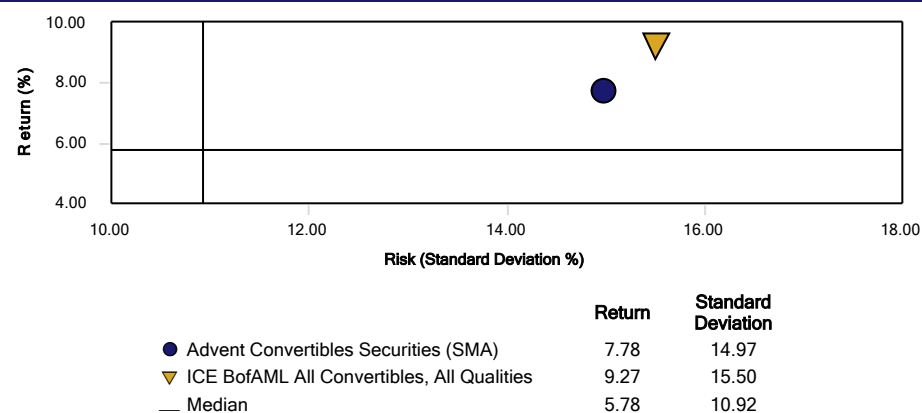 10.00
8.00
6.00
4.00
Return (%)
10.00 12.00 14.00 16.00 18.00
Risk (Standard Deviation %)
Return Standard Deviation
Advent Convertibles Securities (SMA) 7.78 14.97
ICE BofAML All Convertibles, All Qualities 9.27 15.50
Median 5.78 10.92